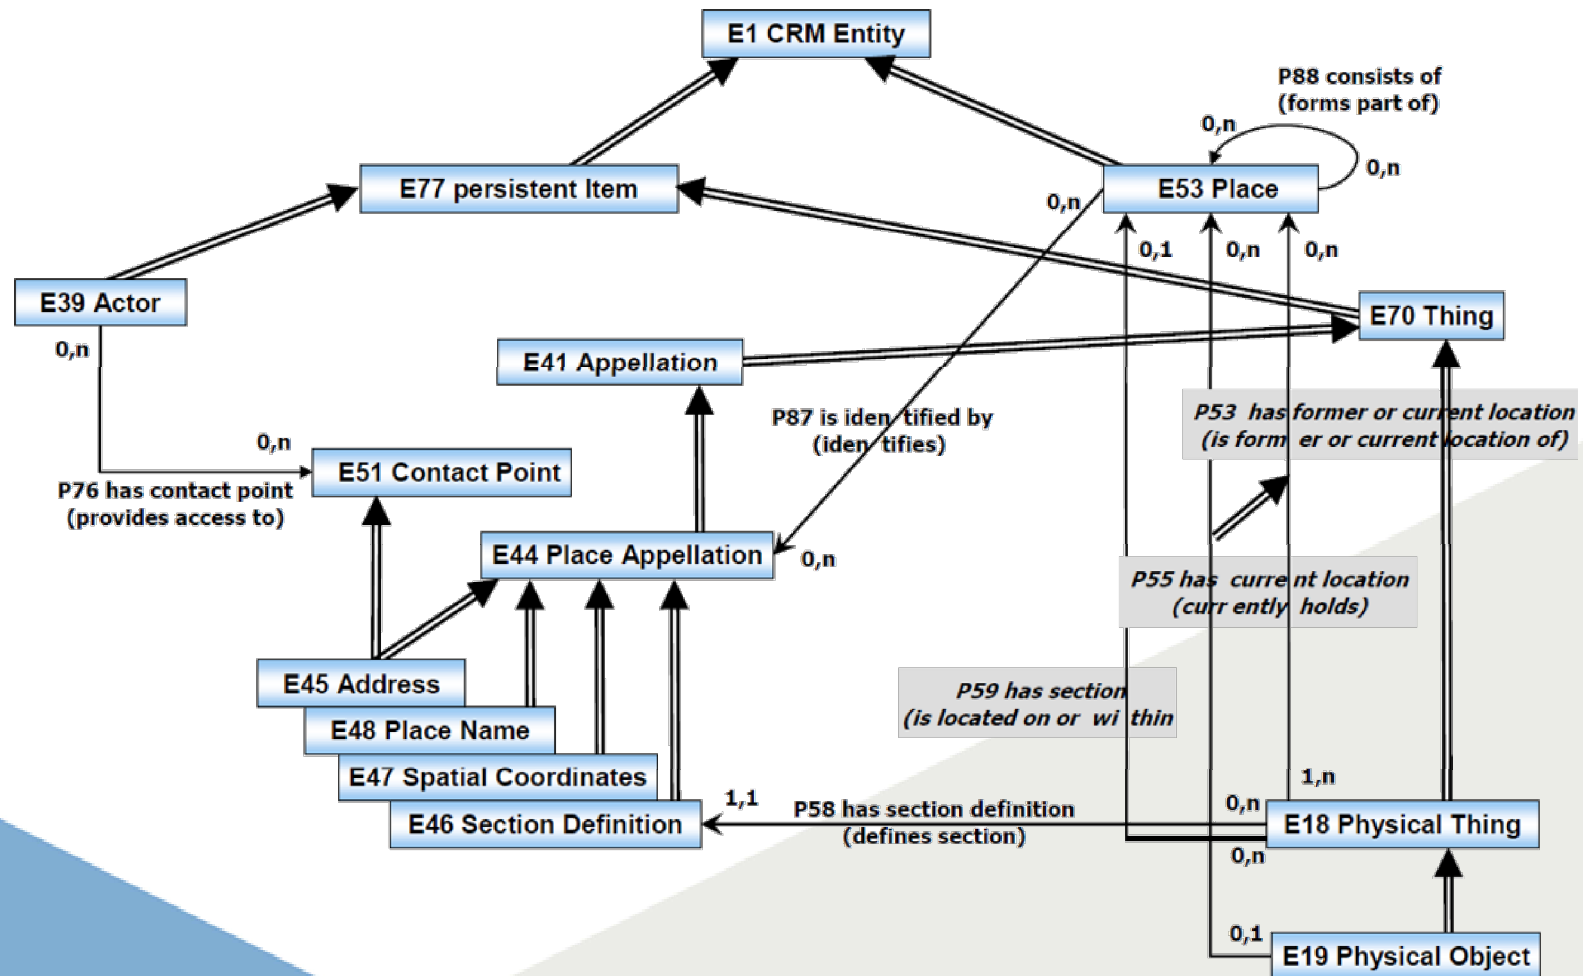 E1 CRM Entity
P88 consists of
(forms part of)
0,n
0,n
E77 persistent Item
E53 Place
0,n
0,1
0,n
0,n
E39 Actor
E70 Thing
0,n
E41 Appellation
P87 is iden tified by
(iden tifies)
P53 has former or current location
(is form er or current location of)
0,n
E51 Contact Point
P76 has contact point
(provides access to)
E44 Place Appellation
0,n
P55 has curre nt location
(curr ently holds)
E45 Address
P59 has section
(is located on or wi thin
E48 Place Name
E47 Spatial Coordinates
1,n
1,1
P58 has section definition
(defines section)
0,n
E46 Section Definition
E18 Physical Thing
0,n
0,1
E19 Physical Object